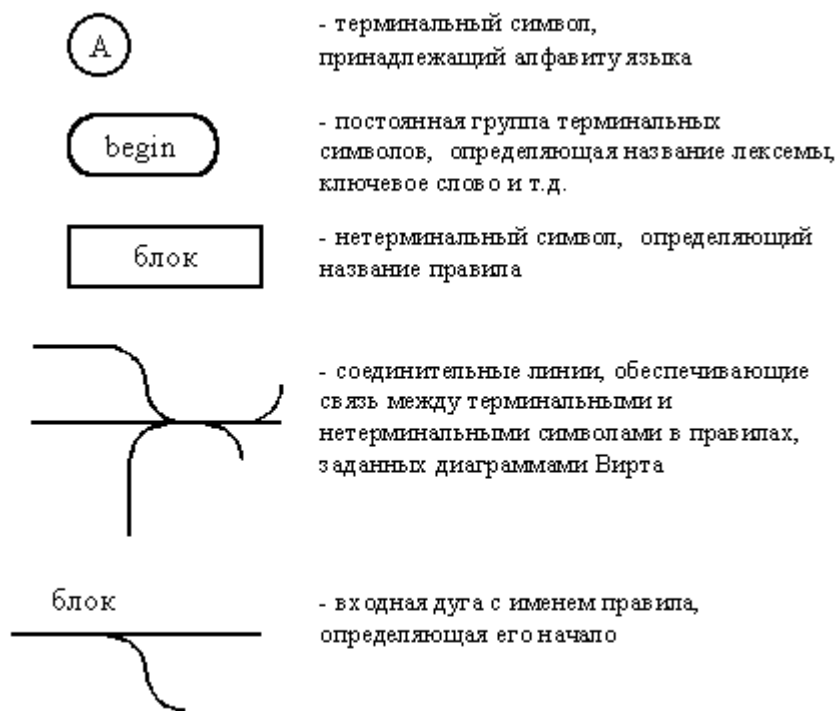 А
- терминальный символ,
принадлежащий алфавиту языка
begin
- постоянная группа терминальных
символов, определяющая название лексемы,
ключевое слово и т.д.
блок
- нетерминальный символ, определяющий
название правила
- соединительные линии, обеспечивающие
связь между терминальными и
нетерминальными символами в правилах,
заданных диаграммами Вирта
блок
- входная дуга с именем правила,
определяющая его начало